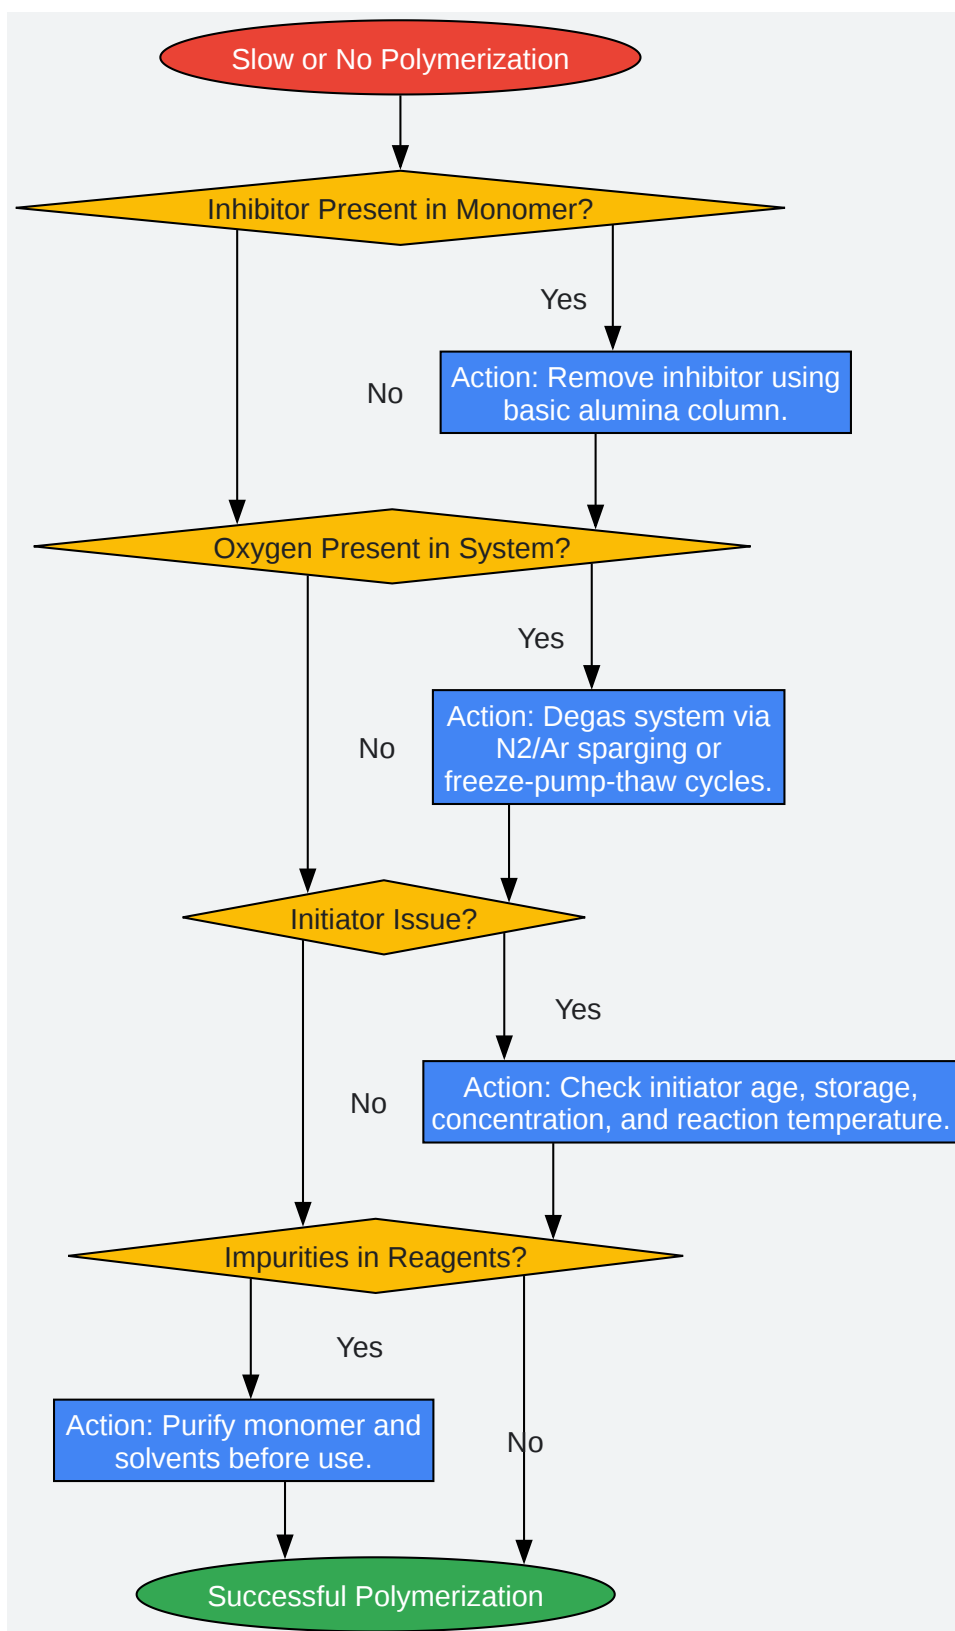 Slow or No Polymerization
Inhibitor Present in Monomer?
Yes
Action: Remove inhibitor using
basic alumina column.
No
Oxygen Present in System?
Yes
Action: Degas system via
N2/Ar sparging or
freeze-pump-thaw cycles.
No
Initiator Issue?
Yes
Action: Check initiator age, storage,
concentration, and reaction temperature.
No
Impurities in Reagents?
Yes
Action: Purify monomer and
solvents before use.
No
Successful Polymerization